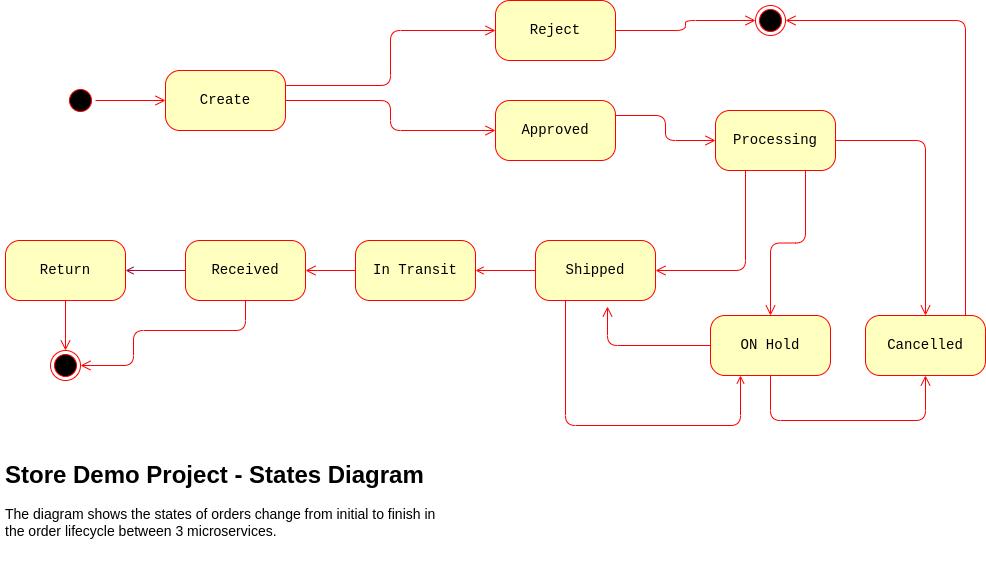 Reject
Create
Approved
Processing
Return
Received
In Transit
Shipped
ON Hold
Cancelled
Store Demo Project - States Diagram
The diagram shows the states of orders change from initial to finish in
the order lifecycle between 3 microservices.